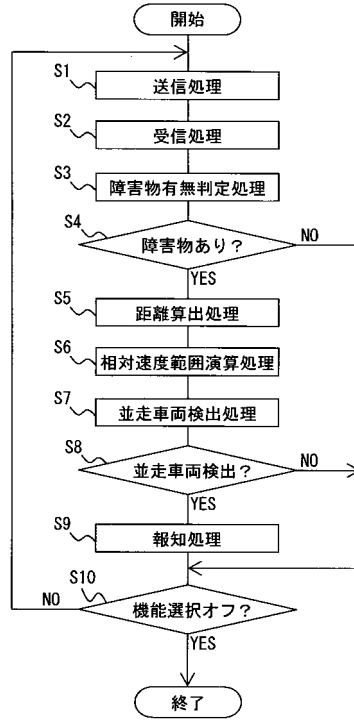 開始
S1
送信処理
S2
受信処理
S3
障害物有無判定処理
S4
障害物あり?
NO
YES
S5
距離算出処理
S6
相対速度範囲演算処理
S7
並走車両検出処理
S8
並走車両検出?
NO
YES
S9
報知処理
S10
NO
機能選択オフ?
YES
終了